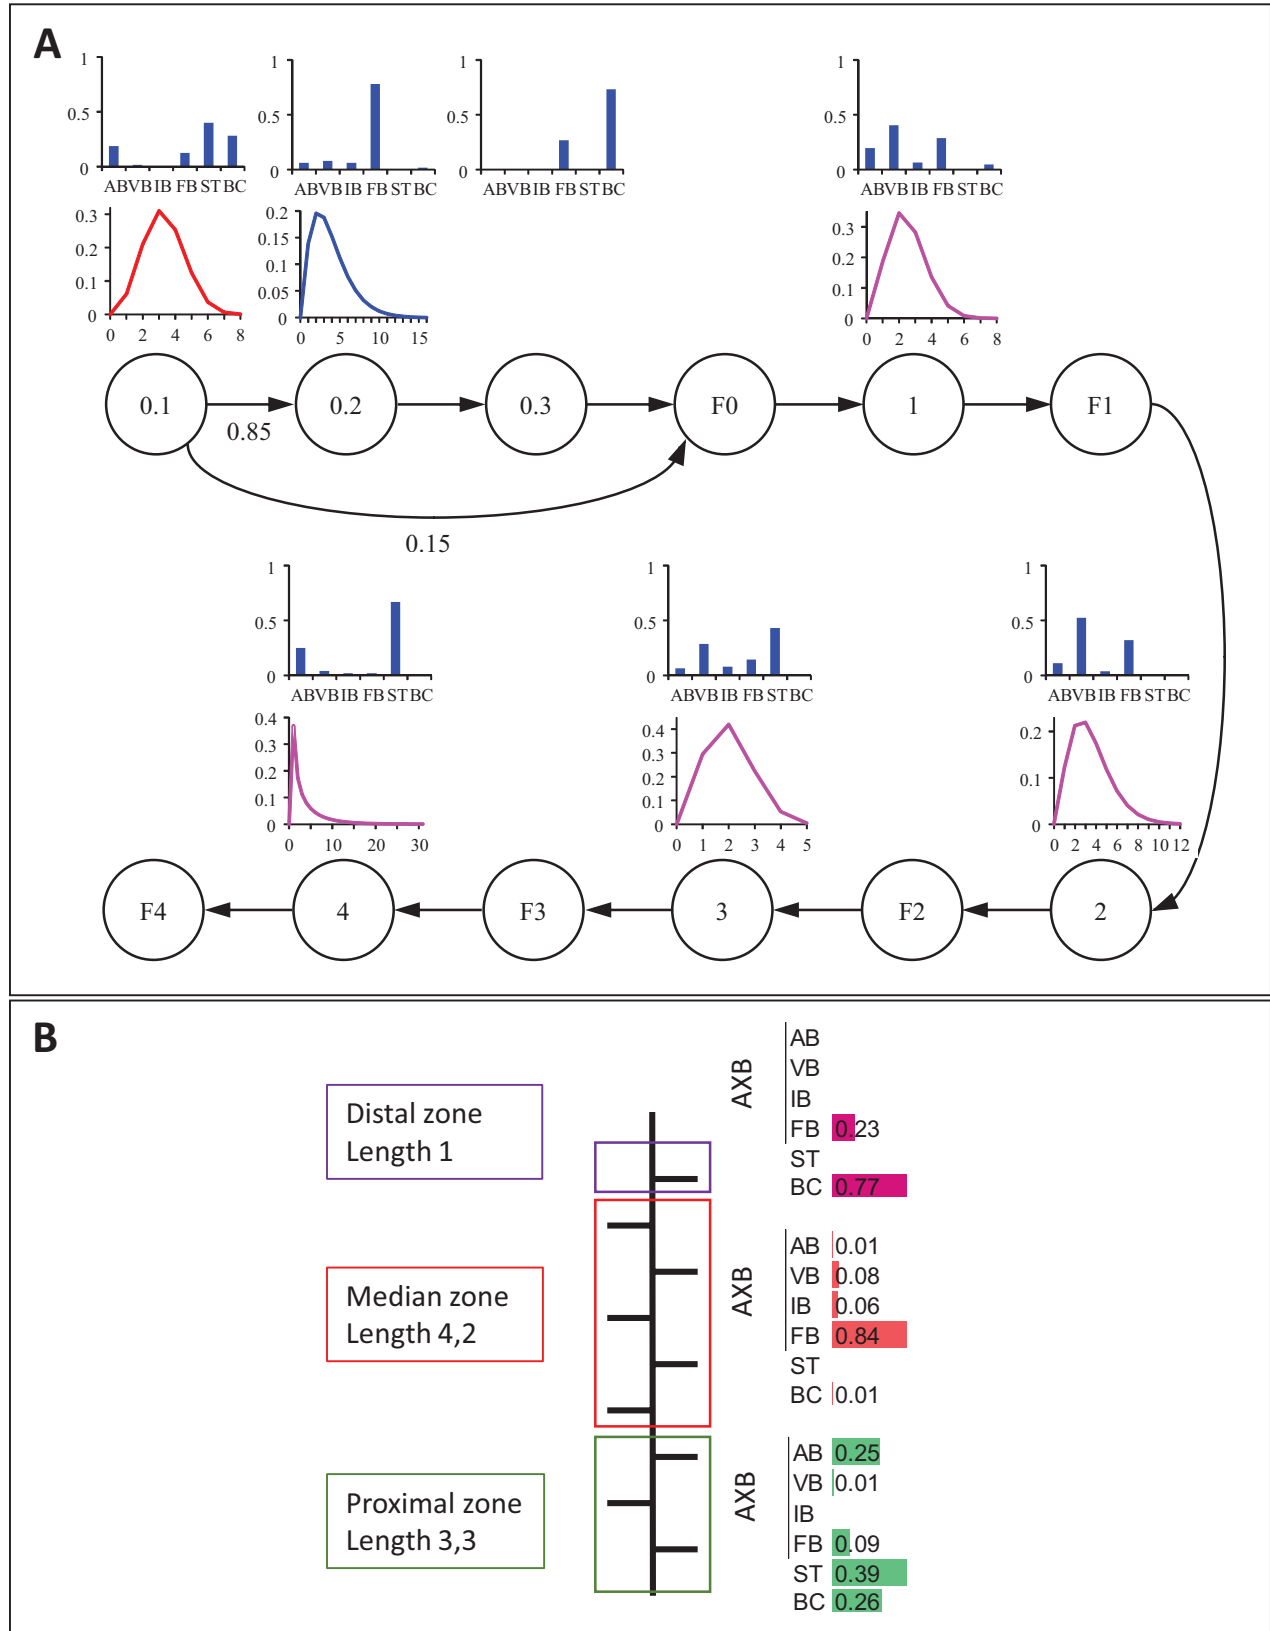 A
1 1 1 1
0.5 0.5 0.5 0.5
0 0 0 0
AB VB IB FB ST BC AB VB IB FB ST BC AB VB IB FB ST BC AB VB IB FB ST BC
0.3 0.2 0.3
0.2 0.15 0.2
0.1 0.1 0.1
0 0.05 0
0
0 2 4 6 8 0 5 10 15 0 2 4 6 8
0.1 0.2 0.3 F0 1 F1
0.85
0.15
1 1 1
0.5 0.5 0.5
0 0 0
AB VB IB FB ST BC AB VB IB FB ST BC AB VB IB FB ST BC
0.4 0.4 0.2
0.3 0.3 0.1
0.2 0.2 0
0.1 0.1
0 0
0 10 20 30 0 1 2 3 4 5 0 2 4 6 8 10 12
F4 4 F3 3 F2 2
B
Distal zone
Length 1
AXB
AB
VB
IB
FB 0.23
ST
BC 0.77
Median zone
Length 4,2
AXB
AB 0.01
VB 0.08
IB 0.06
FB 0.84
ST
BC 0.01
Proximal zone
Length 3,3
AXB
AB 0.25
VB 0.01
IB
FB 0.09
ST 0.39
BC 0.26